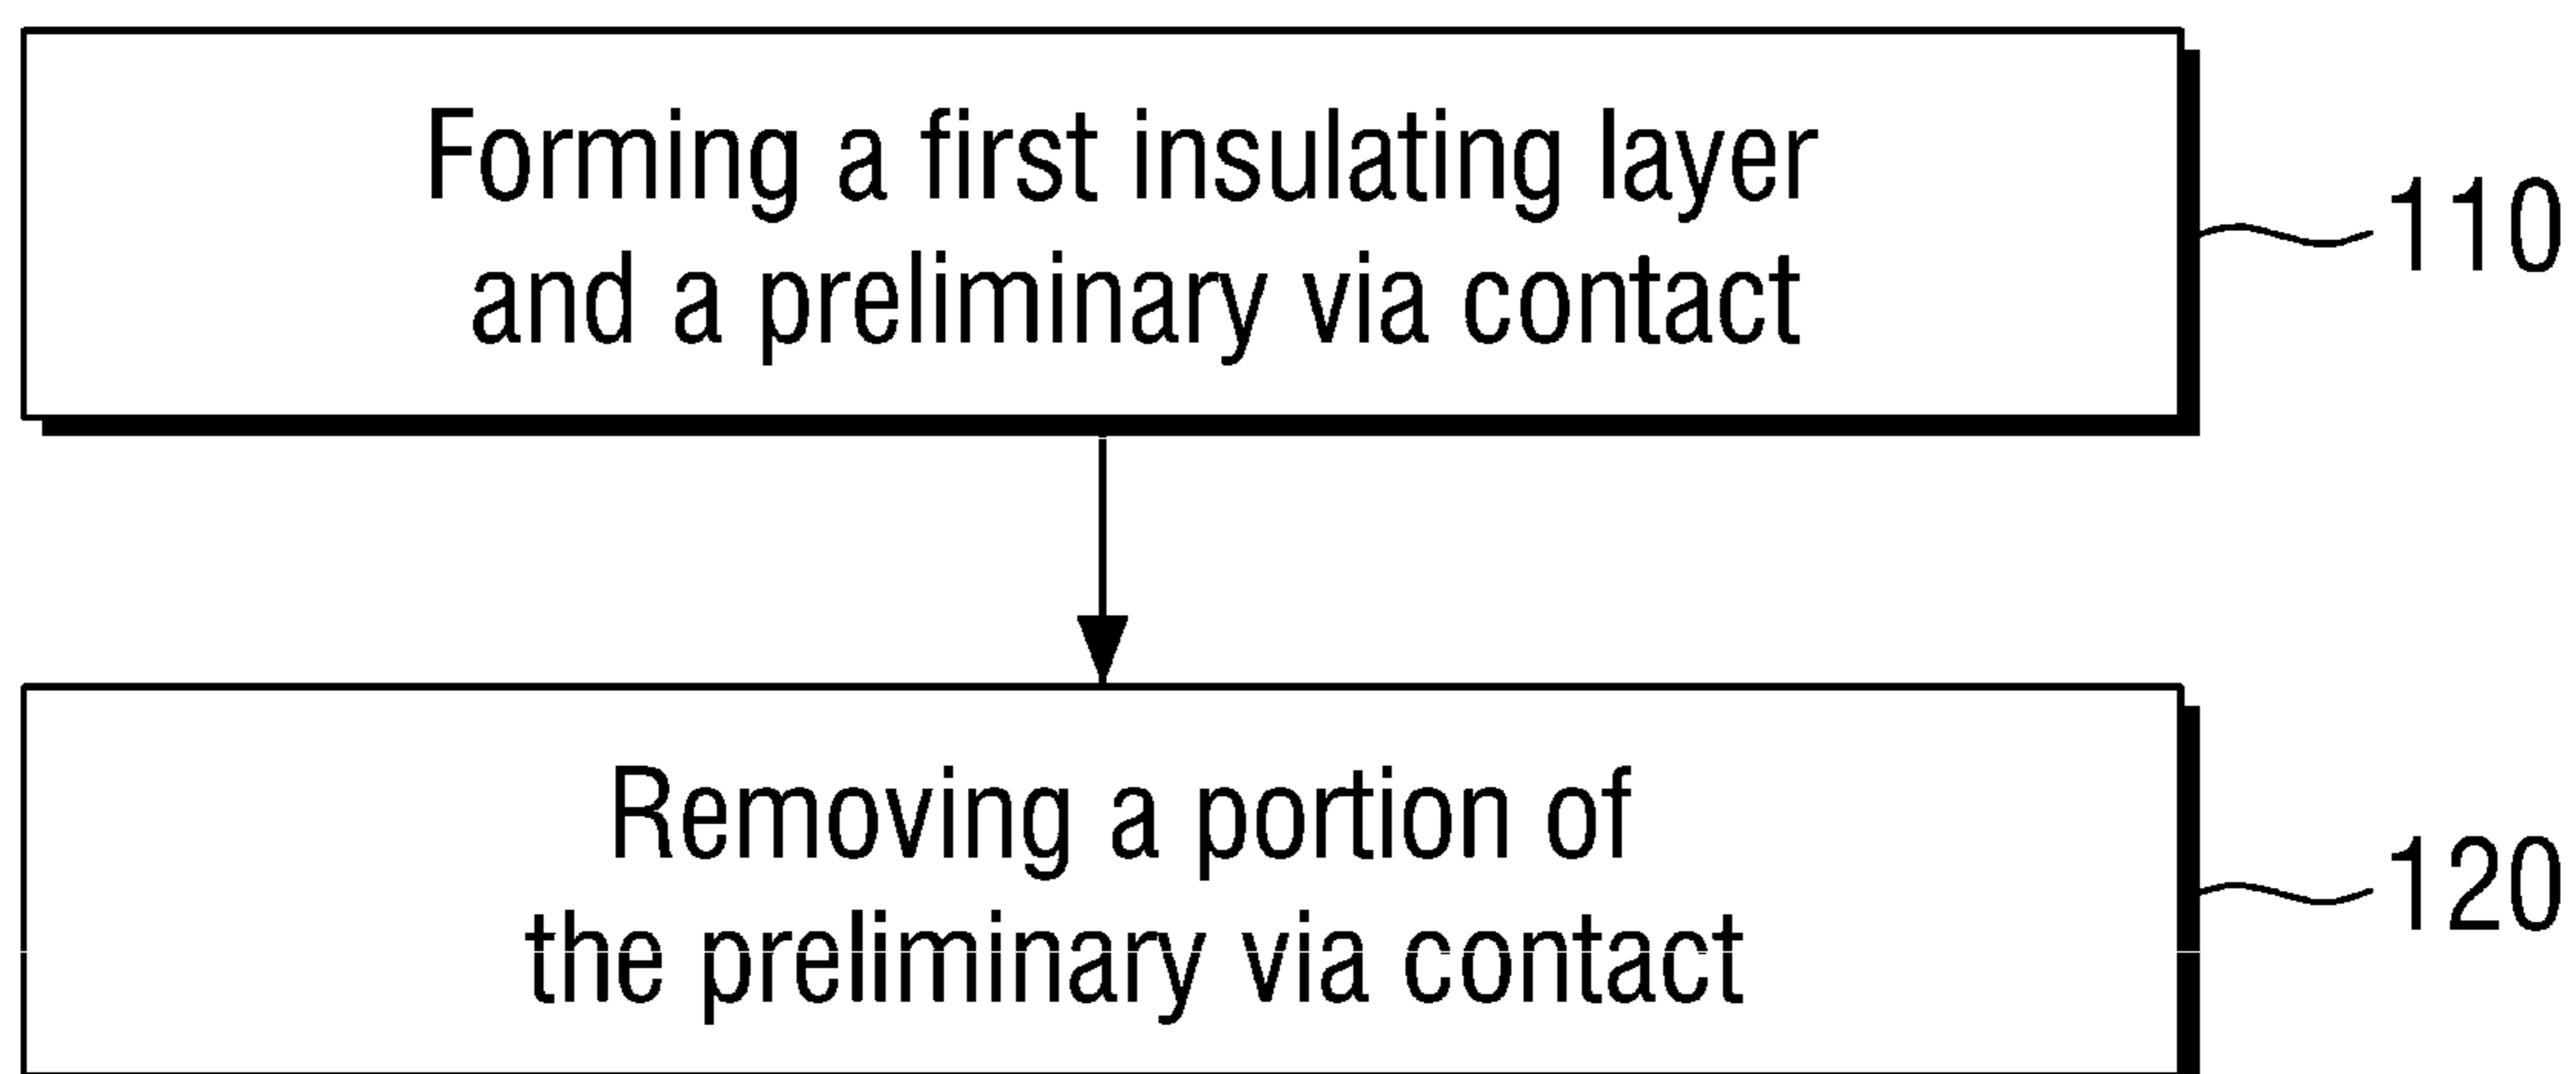 Forming a first insulating layer
and a preliminary via contact
110
Removing a portion of
the preliminary via contact
120